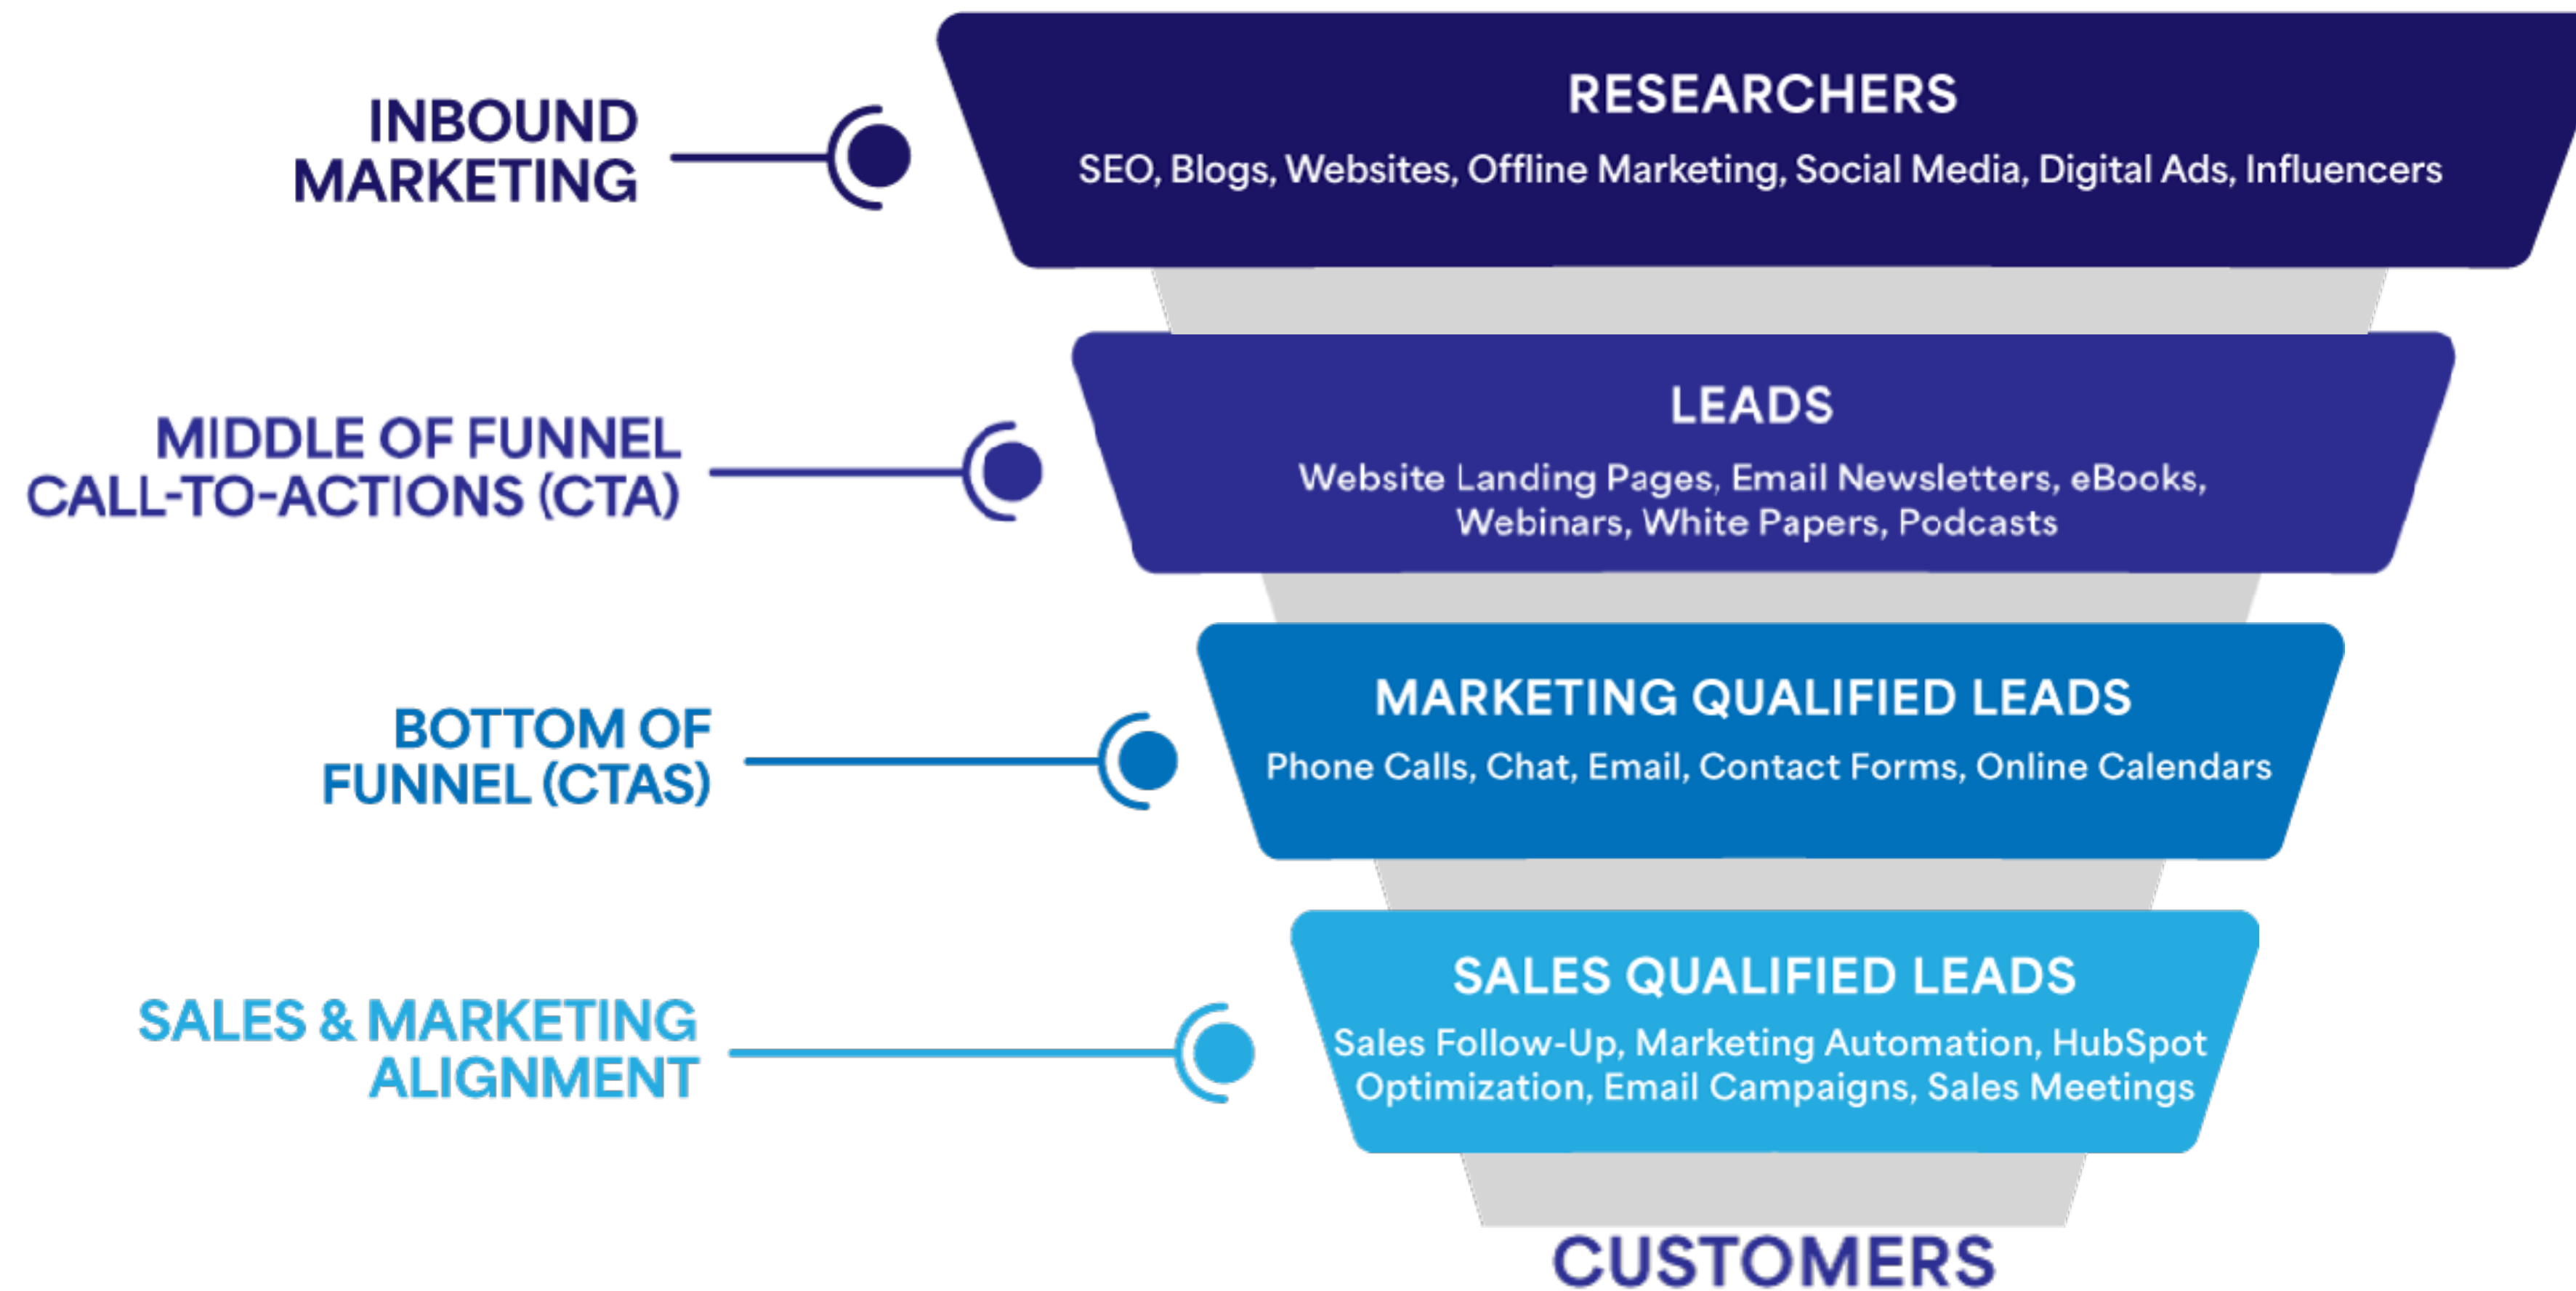 INBOUND
MARKETING
RESEARCHERS
SEO, Blogs, Websites, Offline Marketing, Social Media, Digital Ads, Influencers
MIDDLE OF FUNNEL
CALL-TO-ACTIONS (CTA)
LEADS
Website Landing Pages, Email Newsletters, eBooks,
Webinars, White Papers, Podcasts
BOTTOM OF
FUNNEL (CTAS)
MARKETING QUALIFIED LEADS
Phone Calls, Chat, Email, Contact Forms, Online Calendars
SALES & MARKETING
ALIGNMENT
SALES QUALIFIED LEADS
Sales Follow-Up, Marketing Automation, HubSpot
Optimization, Email Campaigns, Sales Meetings
CUSTOMERS